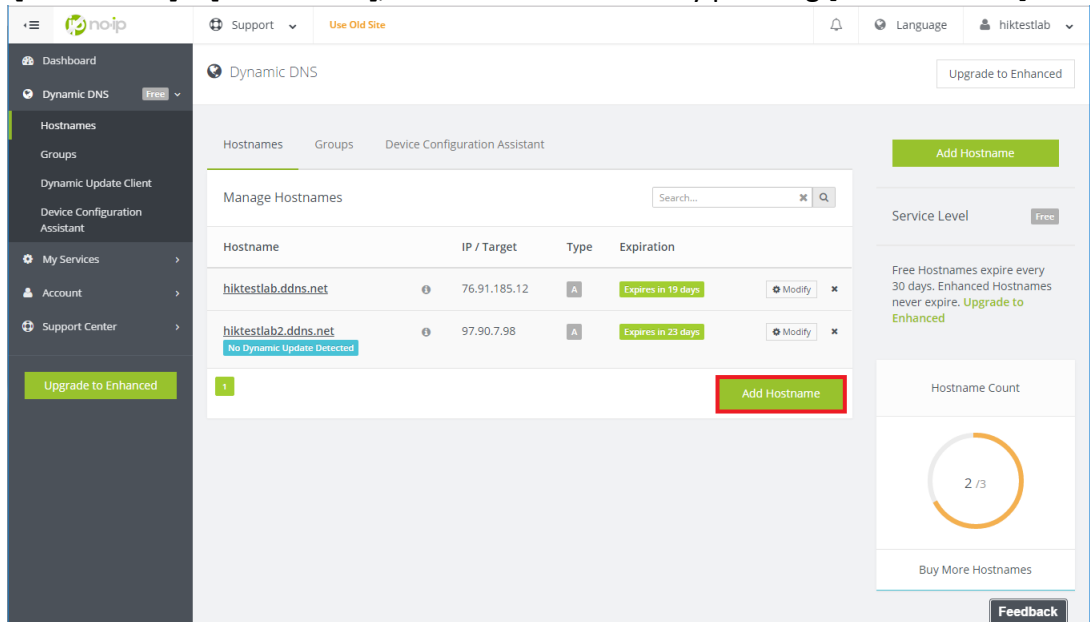 no-ip
Support
Use Old Site
Language
hiktestlab
Dashboard
Dynamic DNS Free
Hostnames
Groups
Dynamic Update Client
Device Configuration
Assistant
My Services
Account
Support Center
Upgrade to Enhanced
Dynamic DNS
Upgrade to Enhanced
Hostnames Groups Device Configuration Assistant
Manage Hostnames
Search...
Hostname IP / Target Type Expiration
hiktestlab.ddns.net 76.91.185.12 A Expires in 19 days Modify
hiktestlab2.ddns.net 97.90.7.98 A Expires in 23 days Modify
No Dynamic Update Detected
1
Add Hostname
Add Hostname
Service Level Free
Free Hostnames expire every
30 days. Enhanced Hostnames
never expire. Upgrade to
Enhanced
Hostname Count
2 /3
Buy More Hostnames
Feedback